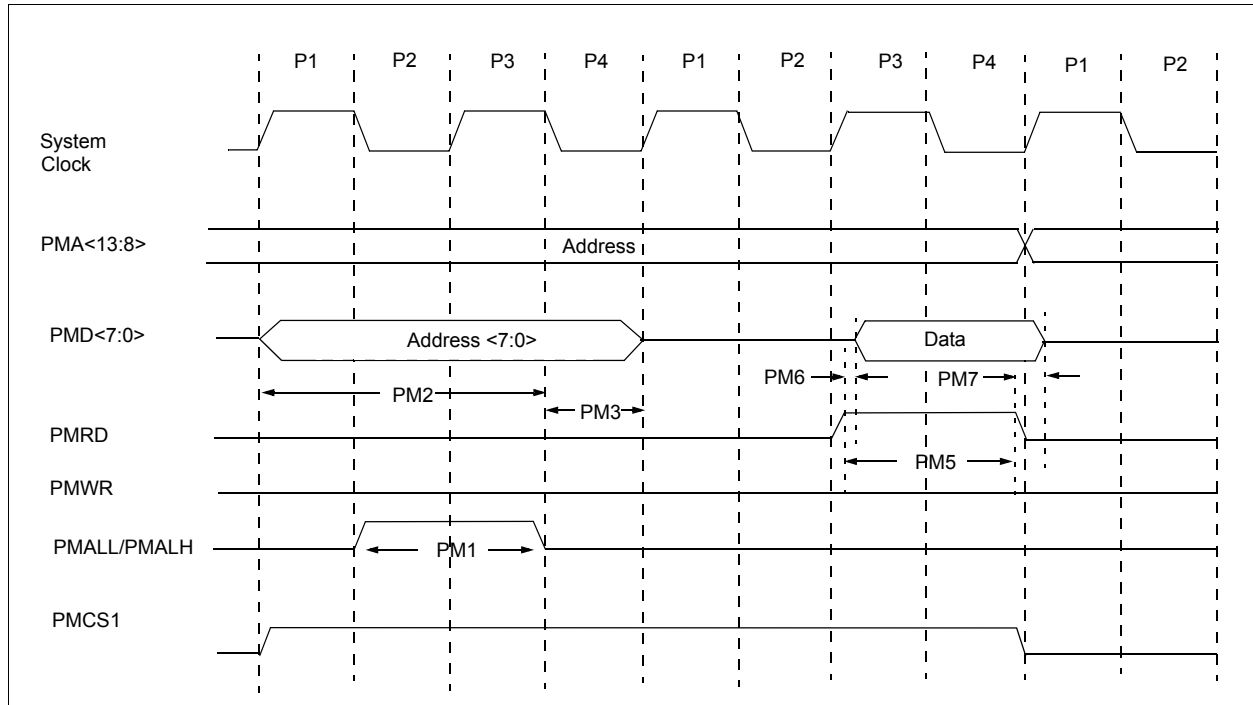 P1 P2 P3 P4 P1 P2 P3 P4 P1 P2
System
Clock
PMA<13:8>
Address
PMD<7:0>
Address <7:0>
Data
PM6
PM7
PM2
PM3
PMRD
PM5
PMWR
PMALL/PMALH
PM1
PMCS1